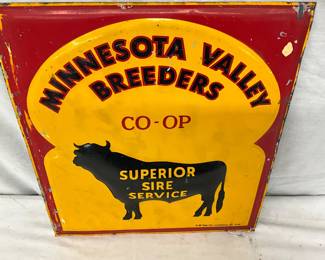 MINNESOTA VALLEY
BREEDERS
CO-OP
SUPERIOR
SIRE
SERVICE